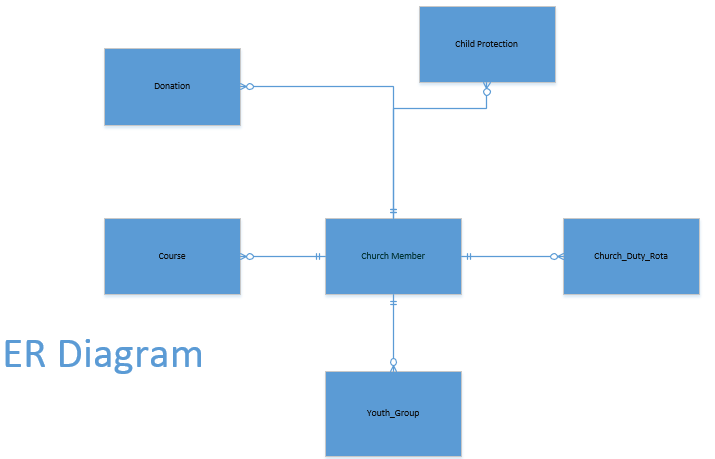 Child Protection
Donation
Course
Church Member
Church_Duty_Rota
ER Diagram
Youth_Group